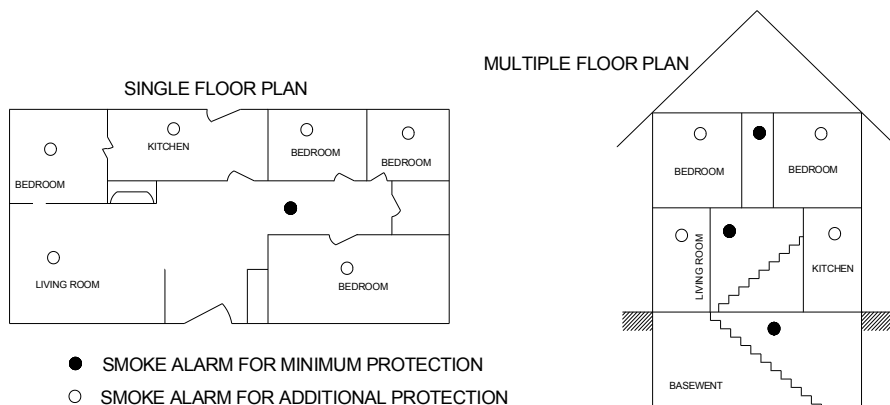 SINGLE FLOOR PLAN
BEDROOM
KITCHEN
BEDROOM
BEDROOM
LIVING ROOM
BEDROOM
MULTIPLE FLOOR PLAN
BEDROOM
BEDROOM
LIVING ROOM
KITCHEN
BASEWENT
SMOKE ALARM FOR MINIMUM PROTECTION
SMOKE ALARM FOR ADDITIONAL PROTECTION